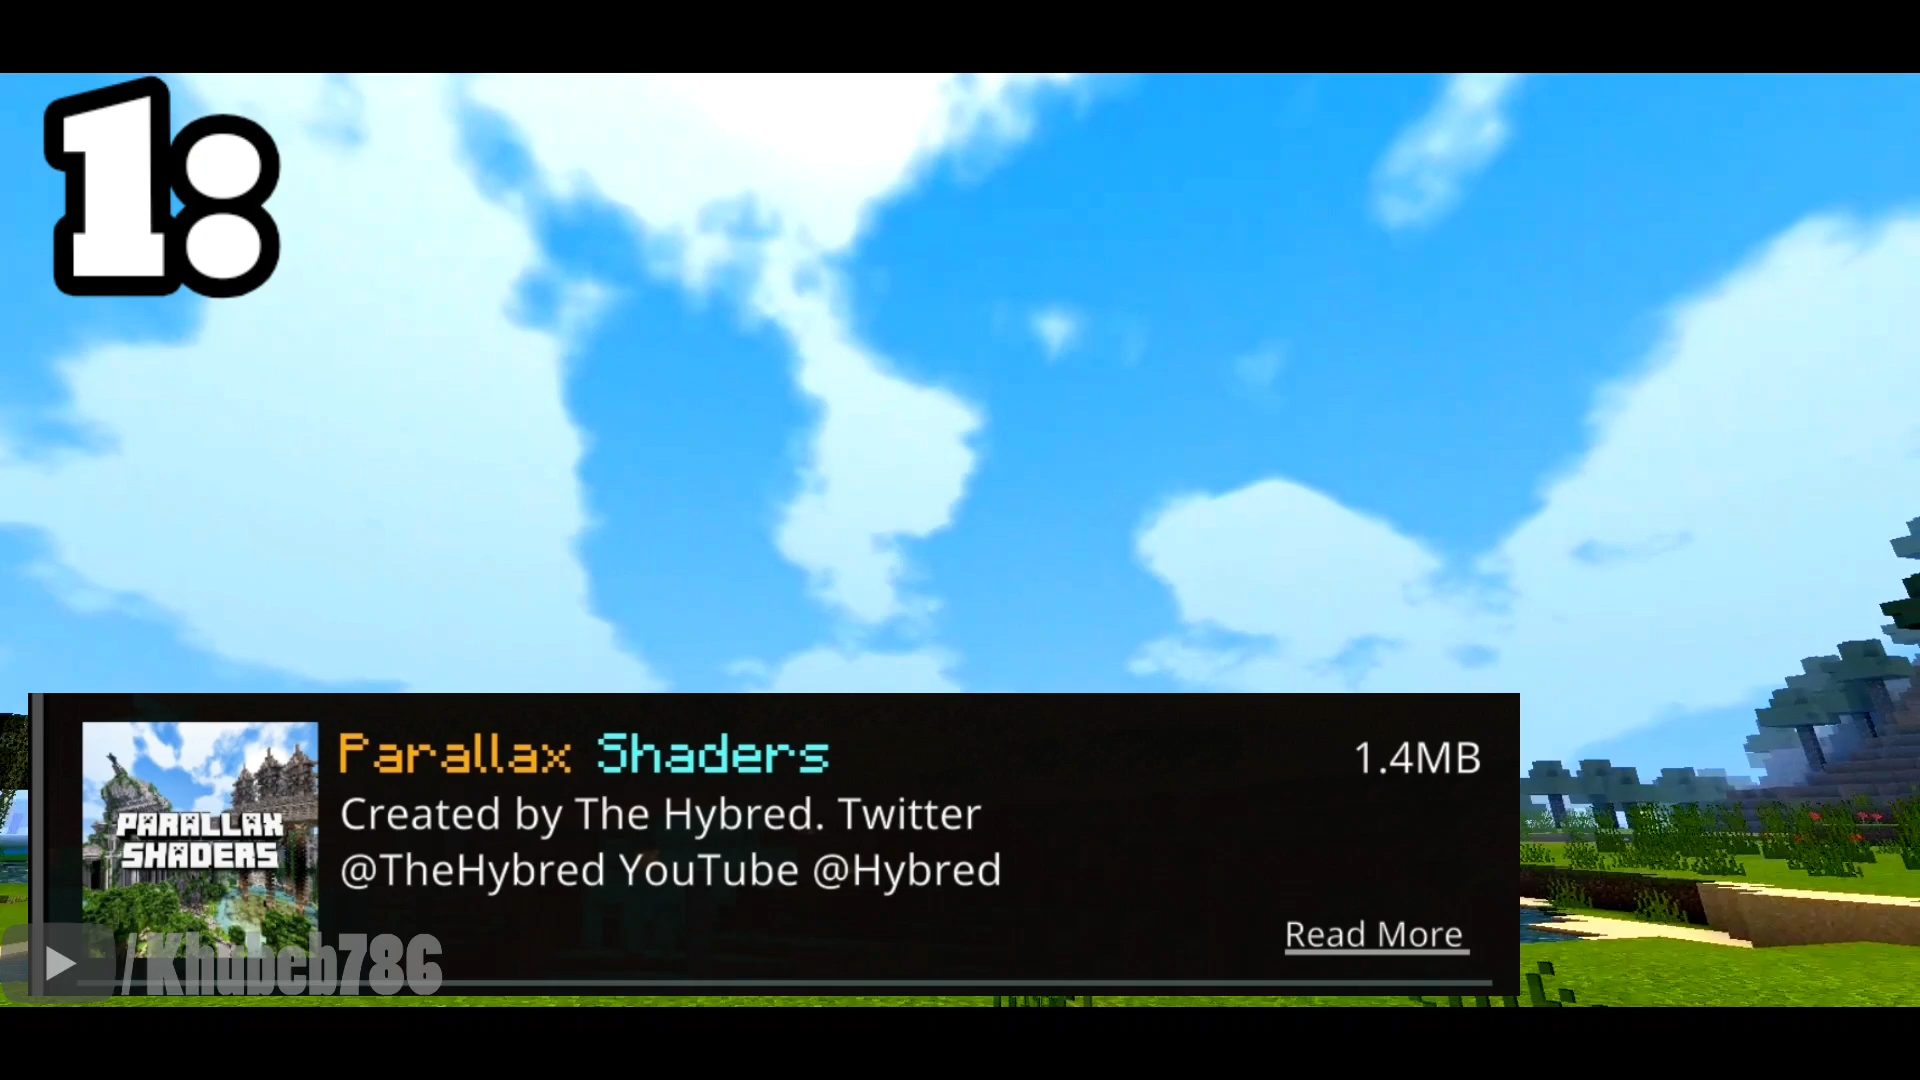 1:
Parallax Shaders
1.4MB
Created by The Hybred. Twitter
@TheHybred YouTube @Hybred
PARALLAX
SHADERS
Read More
/Khubeb786